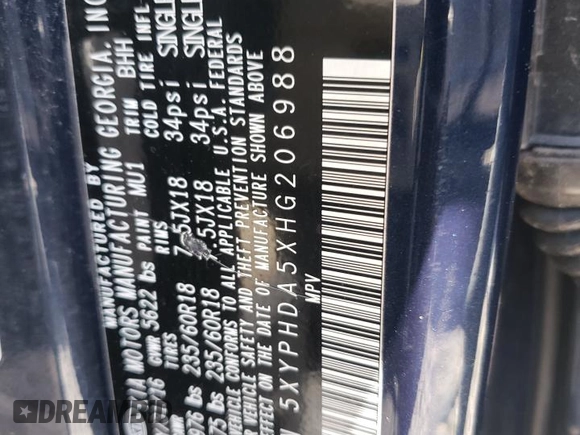 MANUFACTURED BY
MOTORS MANUFACTURING GEORGIA, INC
GVWR 5622 lbs PAINT MU1 TRIM BHH
TIRES RIMS COLD TIRE INFL
235/60R18 7.5JX18 34psi SINGLE
235/60R18 7.5JX18 34psi SINGLE
VEHICLE CONFORMS TO ALL APPLICABLE U.S.A. FEDERAL
VEHICLE SAFETY AND THEFT PREVENTION STANDARDS
EFFECT ON THE DATE OF MANUFACTURE SHOWN ABOVE
5XYPHDA5XHG206988
MPV
DREAMBID